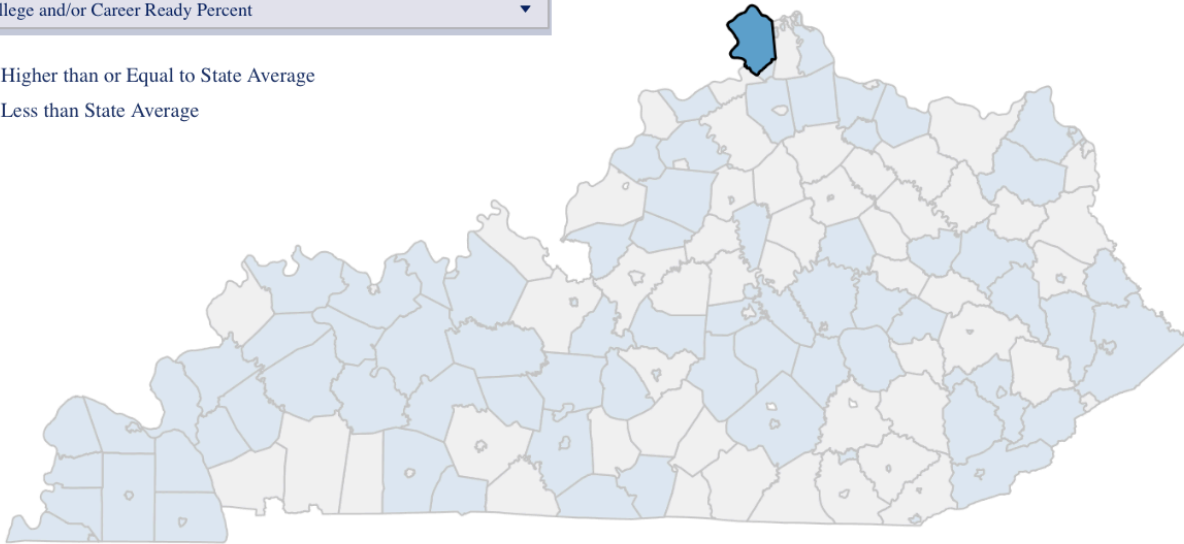 llege and/or Career Ready Percent
Higher than or Equal to State Average
Less than State Average